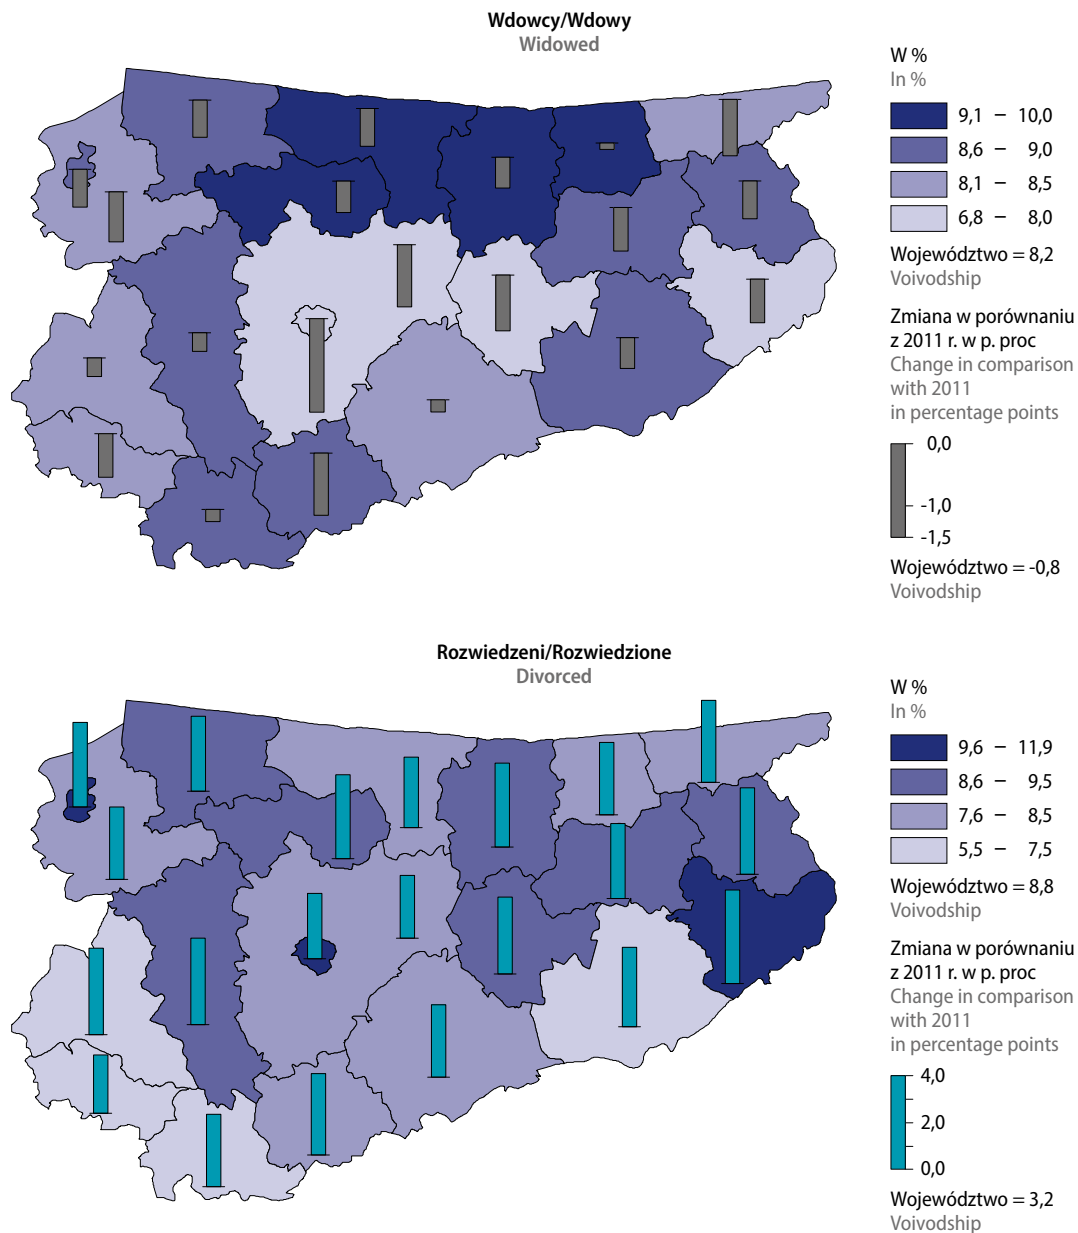 Wdowcy/Wdowy
Widowed
W %
In %
9,1 – 10,0
8,6 – 9,0
8,1 – 8,5
6,8 – 8,0
Województwo = 8,2
Voivodship
Zmiana w porównaniu
z 2011 r. w p. proc
Change in comparison
with 2011
in percentage points
0,0
-1,0
-1,5
Województwo = -0,8
Voivodship
Rozwiedzeni/Rozwiedzione
Divorced
W %
In %
9,6 – 11,9
8,6 – 9,5
7,6 – 8,5
5,5 – 7,5
Województwo = 8,8
Voivodship
Zmiana w porównaniu
z 2011 r. w p. proc
Change in comparison
with 2011
in percentage points
4,0
2,0
0,0
Województwo = 3,2
Voivodship